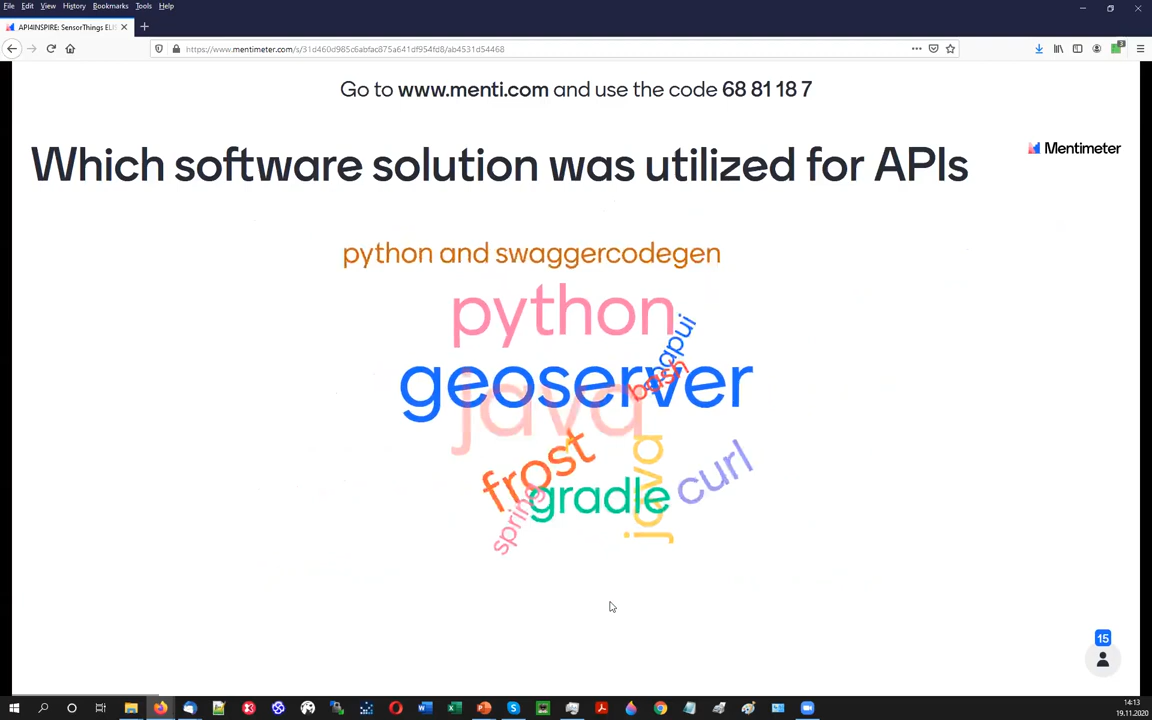 File Edit View History Bookmarks Tools Help
API4INSPIRE: SensorThings ELI
https://www.mentimeter.com/s/31d460d985c6abfac875a641df954fd8/ab4531d54468
Go to www.menti.com and use the code 68 81 18 7
Mentimeter
Which software solution was utilized for APIs
python and swaggercodegen
python
geoserver
bash
java
frost
java
curl
gradle
spring
15
14:13
19.11.2020